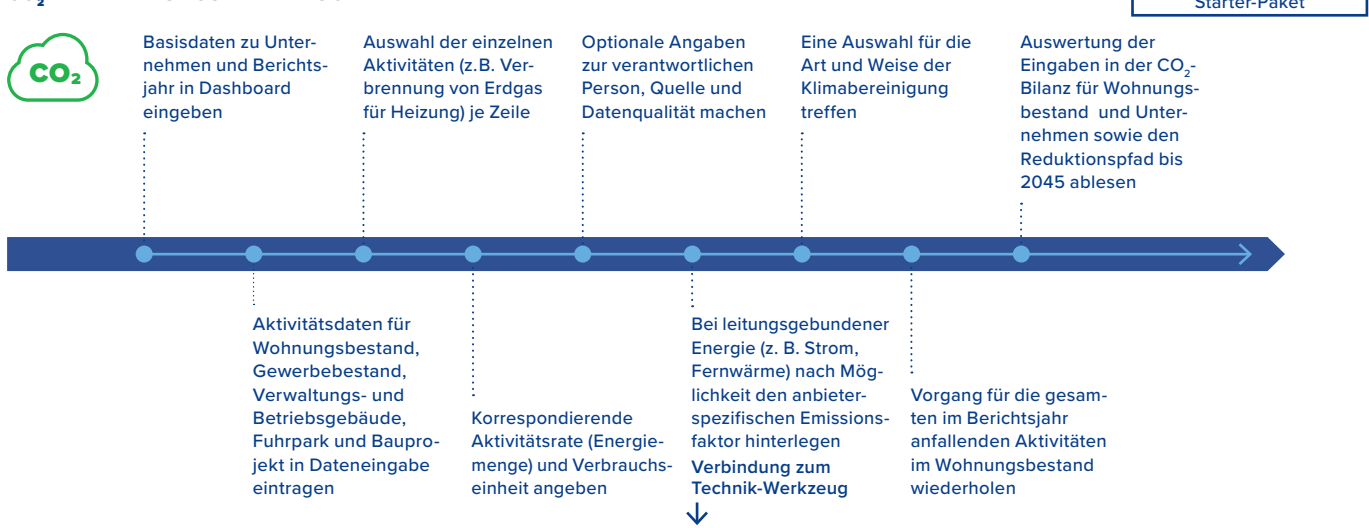 Starter-Paket
CO₂
Basisdaten zu Unter-
nehmen und Berichts-
jahr in Dashboard
eingeben
Auswahl der einzelnen
Aktivitäten (z.B. Ver-
brennung von Erdgas
für Heizung) je Zeile
Optionale Angaben
zur verantwortlichen
Person, Quelle und
Datenqualität machen
Eine Auswahl für die
Art und Weise der
Klimabereinigung
treffen
Auswertung der
Eingaben in der CO₂-
Bilanz für Wohnungs-
bestand und Unter-
nehmen sowie den
Reduktionspfad bis
2045 ablesen
Aktivitätsdaten für
Wohnungsbestand,
Gewerbebestand,
Verwaltungs- und
Betriebsgebäude,
Fuhrpark und Baupro-
jekt in Dateneingabe
eintragen
Korrespondierende
Aktivitätsrate (Energie-
menge) und Verbrauchs-
einheit angeben
Bei leitungsgebundener
Energie (z. B. Strom,
Fernwärme) nach Mög-
lichkeit den anbieter-
spezifischen Emissions-
faktor hinterlegen
Verbindung zum
Technik-Werkzeug
Vorgang für die gesam-
ten im Berichtsjahr
anfallenden Aktivitäten
im Wohnungsbestand
wiederholen